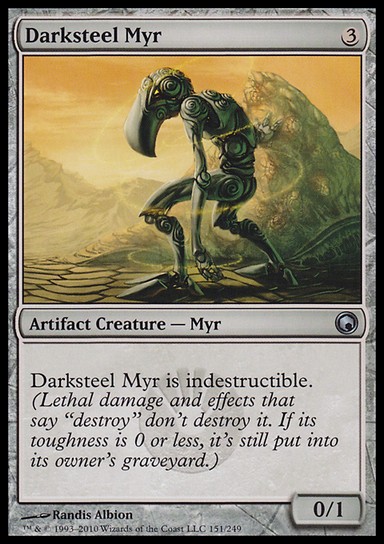 Darksteel Myr 3
Artifact Creature — Myr
Darksteel Myr is indestructible.
(Lethal damage and effects that
say “destroy” don’t destroy it. If its
toughness is 0 or less, it’s still put into
its owner’s graveyard.)
Randis Albion
0/1
™ & © 1993–2010 Wizards of the Coast LLC 151/249